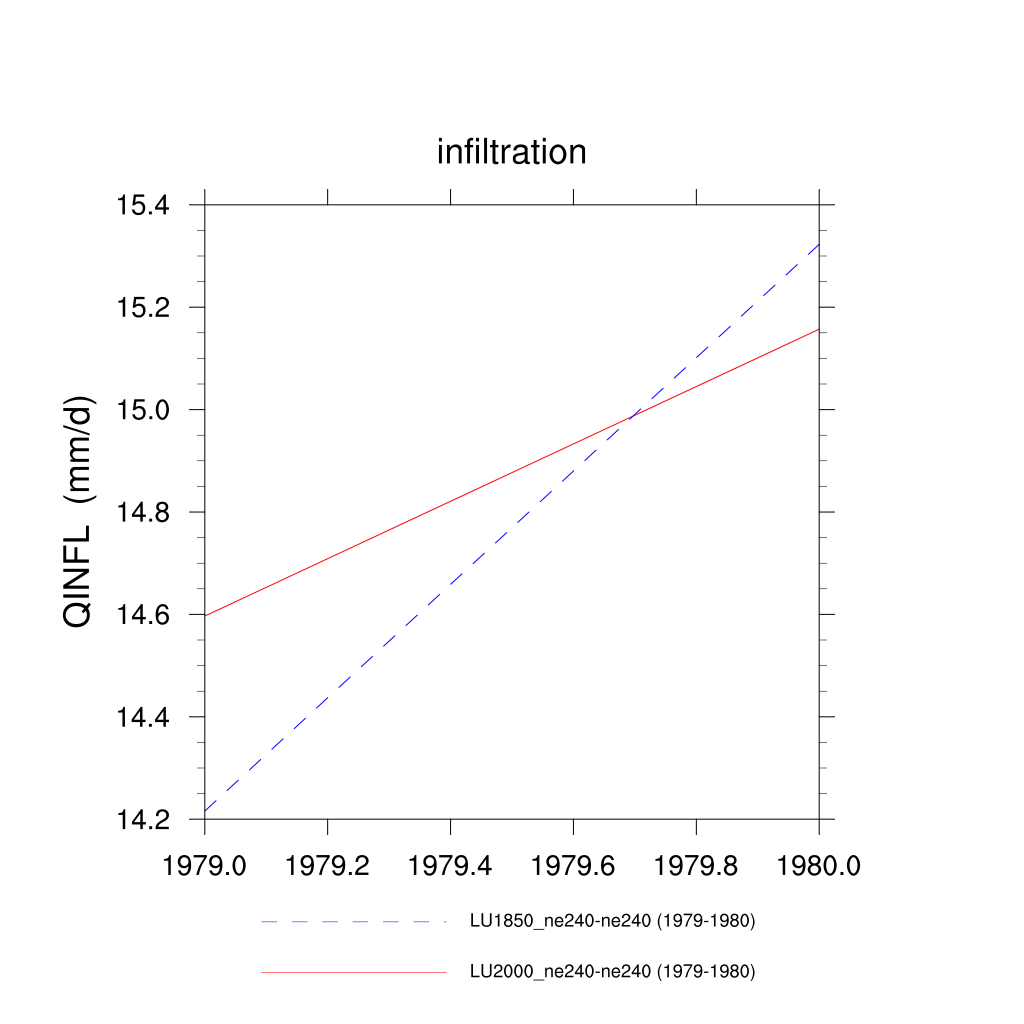 infiltration
15.4
15.2
15.0
14.8
14.6
14.4
14.2
QINFL (mm/d)
1979.0 1979.2 1979.4 1979.6 1979.8 1980.0
LU1850_ne240-ne240 (1979-1980)
LU2000_ne240-ne240 (1979-1980)